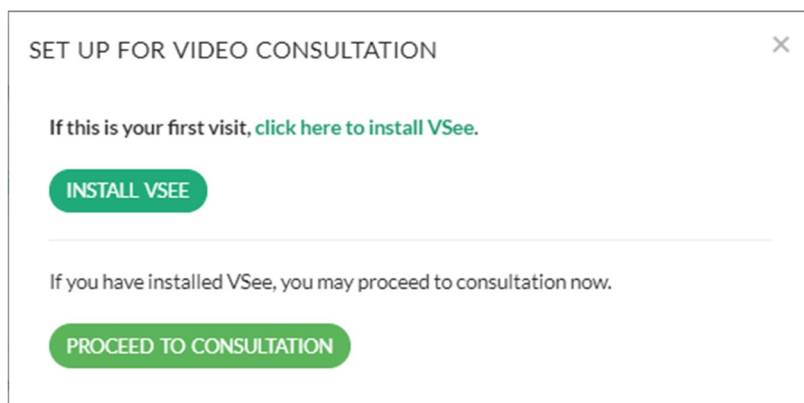 SET UP FOR VIDEO CONSULTATION
If this is your first visit, click here to install VSee.
INSTALL VSEE
If you have installed VSee, you may proceed to consultation now.
PROCEED TO CONSULTATION